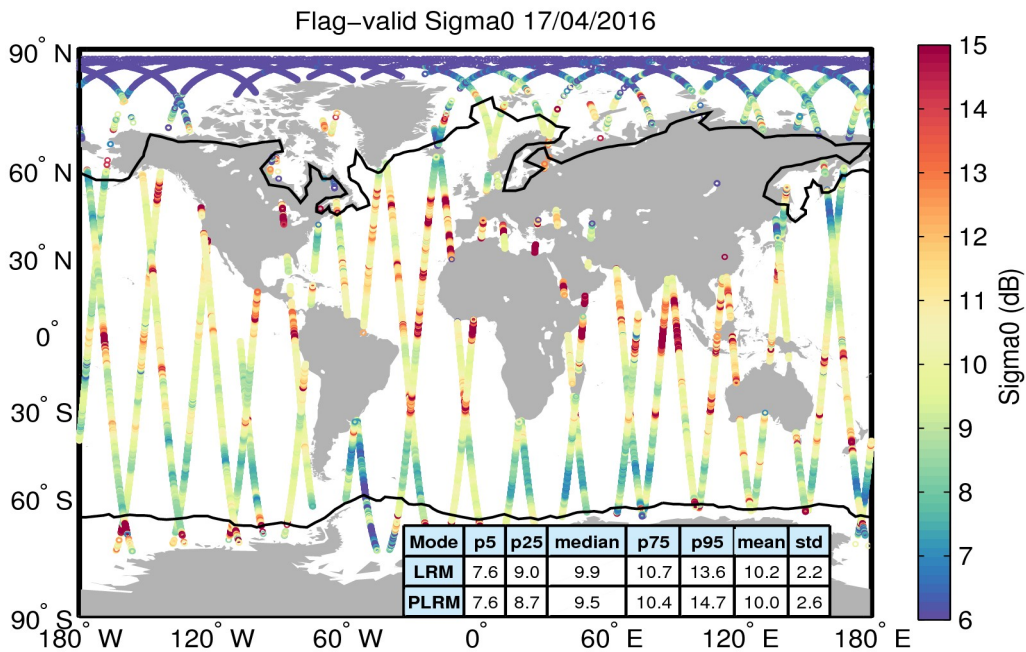 Flag−valid Sigma0 17/04/2016
90° N
60° N
30° N
0°
30° S
60° S
90° S
180° W
120° W
60° W
0°
60° E
120° E
180° E
Mode p5 p25 median p75 p95 mean std
LRM 7.6 9.0 9.9 10.7 13.6 10.2 2.2
PLRM 7.6 8.7 9.5 10.4 14.7 10.0 2.6
15
14
13
12
11
10
9
8
7
6
Sigma0 (dB)